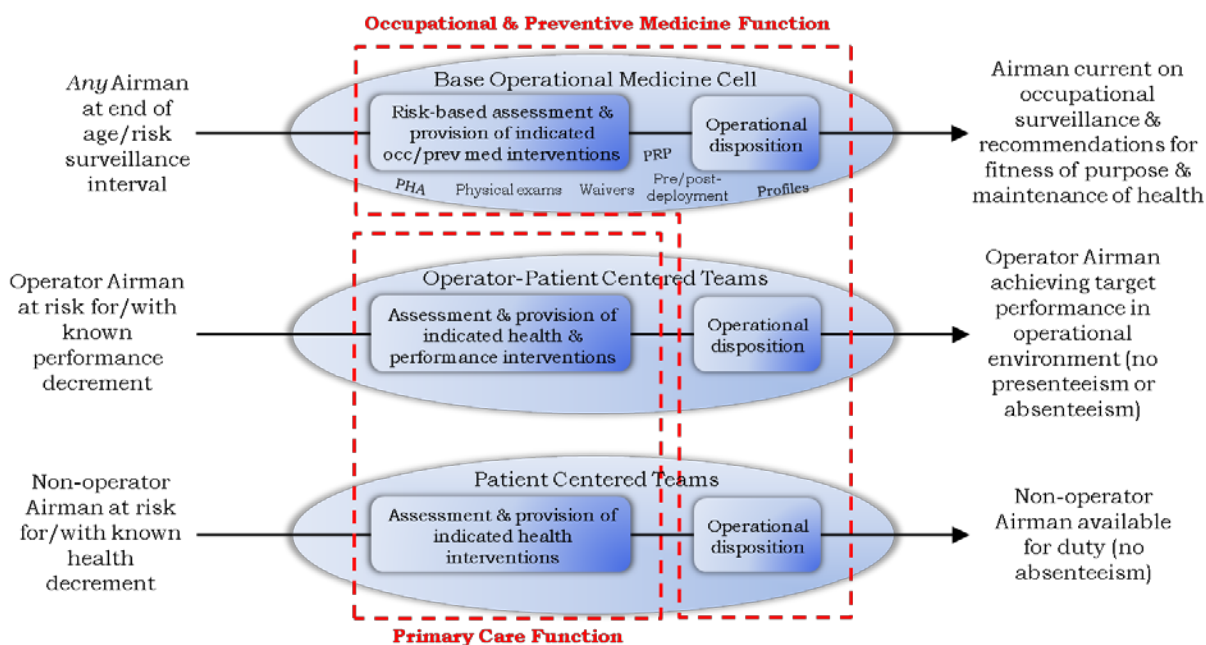 Occupational & Preventive Medicine Function
Any Airman
at end of
age/risk
surveillance
interval
Base Operational Medicine Cell
Risk-based assessment &
provision of indicated
occ/prev med interventions
Operational
disposition
PRP
PHA
Physical exams
Waivers
Pre/post-
deployment
Profiles
Airman current on
occupational
surveillance &
recommendations for
fitness of purpose &
maintenance of health
Operator Airman
at risk for/with
known
performance
decrement
Operator-Patient Centered Teams
Assessment & provision of
indicated health &
performance interventions
Operational
disposition
Operator Airman
achieving target
performance in
operational
environment (no
presenteeism or
absenteeism)
Non-operator
Airman at risk
for/with known
health
decrement
Patient Centered Teams
Assessment & provision of
indicated health
interventions
Operational
disposition
Non-operator
Airman available
for duty (no
absenteeism)
Primary Care Function